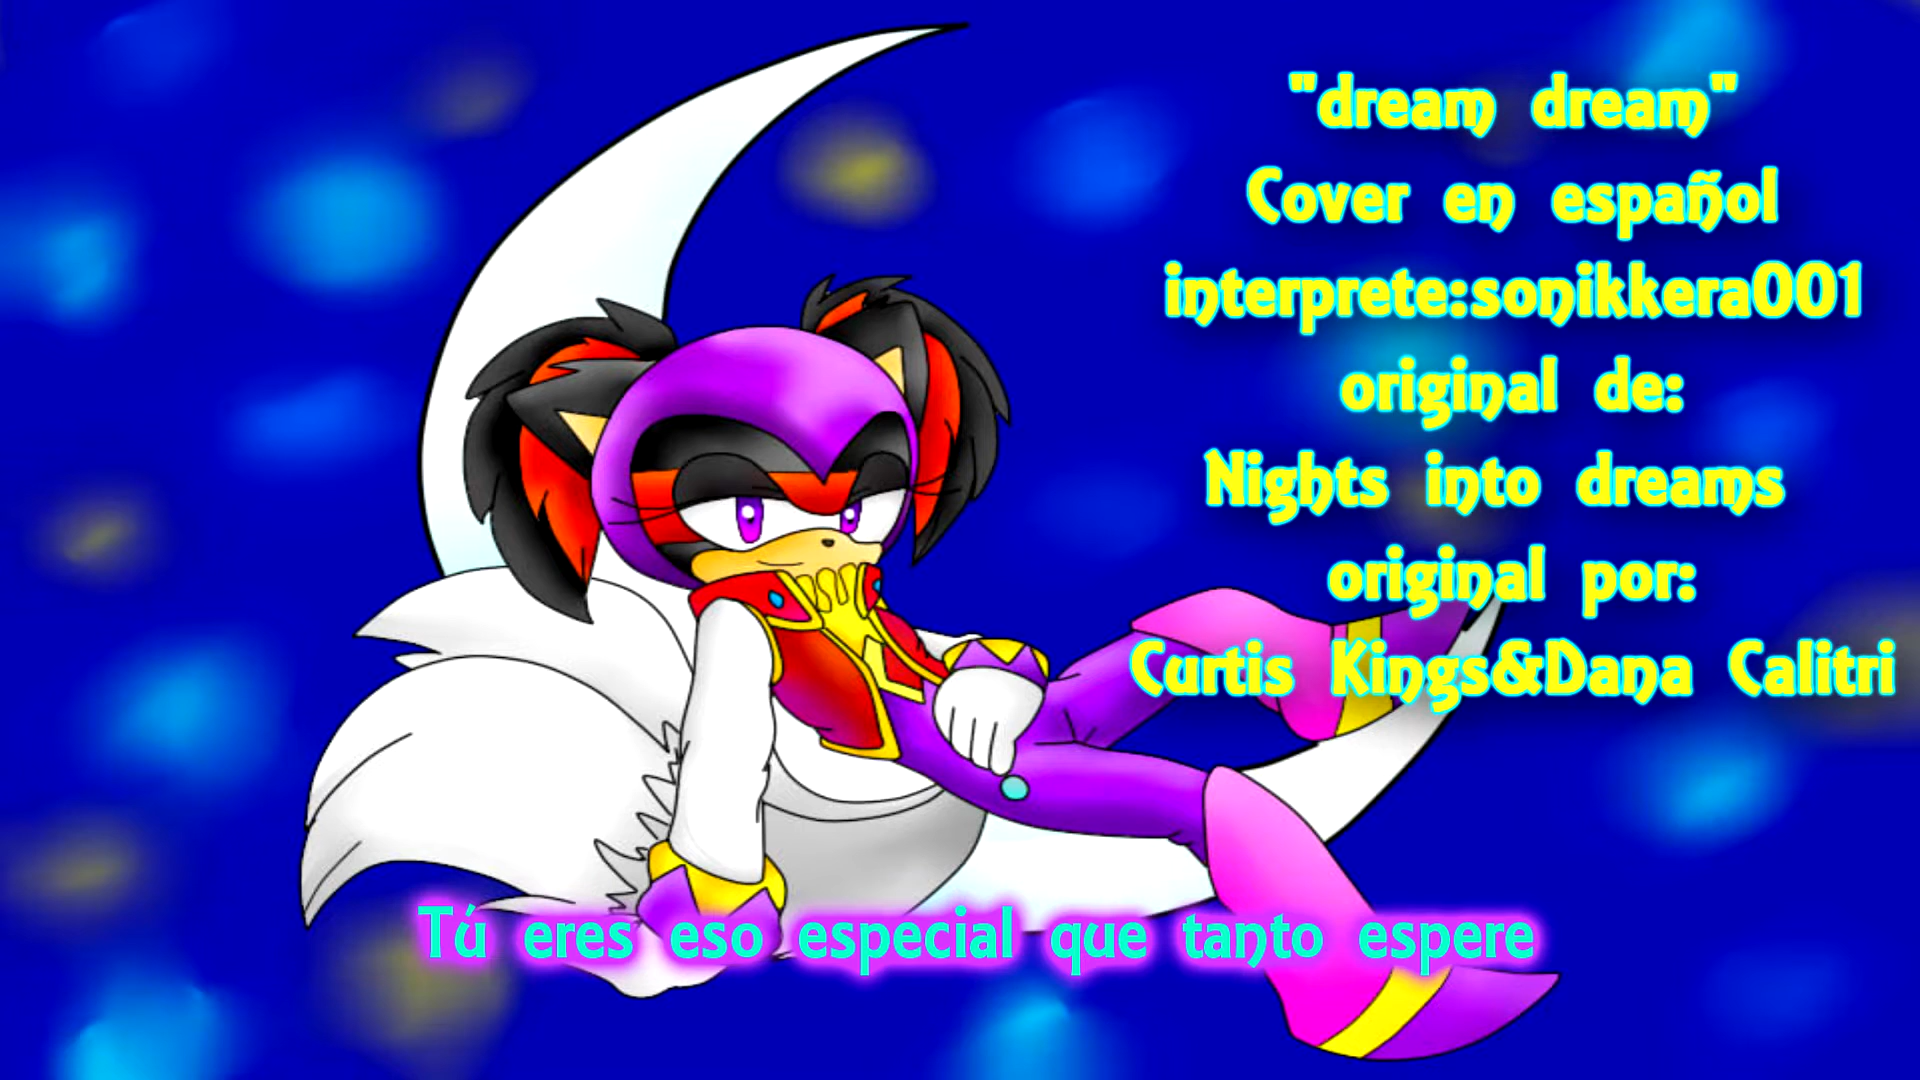 "dream dream"
Cover en español
interprete:sonikkera001
original de:
Nights into dreams
original por:
Curtis Kings&Dana Calitri
Tú eres eso especial que tanto espere